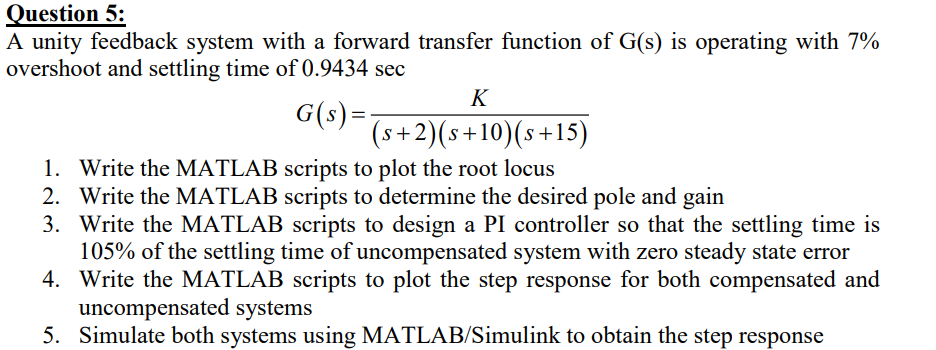 Question 5:
A unity feedback system with a forward transfer function of G(s) is operating with 7%
overshoot and settling time of 0.9434 sec
G(s)= K / (s+2)(s+10)(s+15)
1. Write the MATLAB scripts to plot the root locus
2. Write the MATLAB scripts to determine the desired pole and gain
3. Write the MATLAB scripts to design a PI controller so that the settling time is
105% of the settling time of uncompensated system with zero steady state error
4. Write the MATLAB scripts to plot the step response for both compensated and
uncompensated systems
5. Simulate both systems using MATLAB/Simulink to obtain the step response